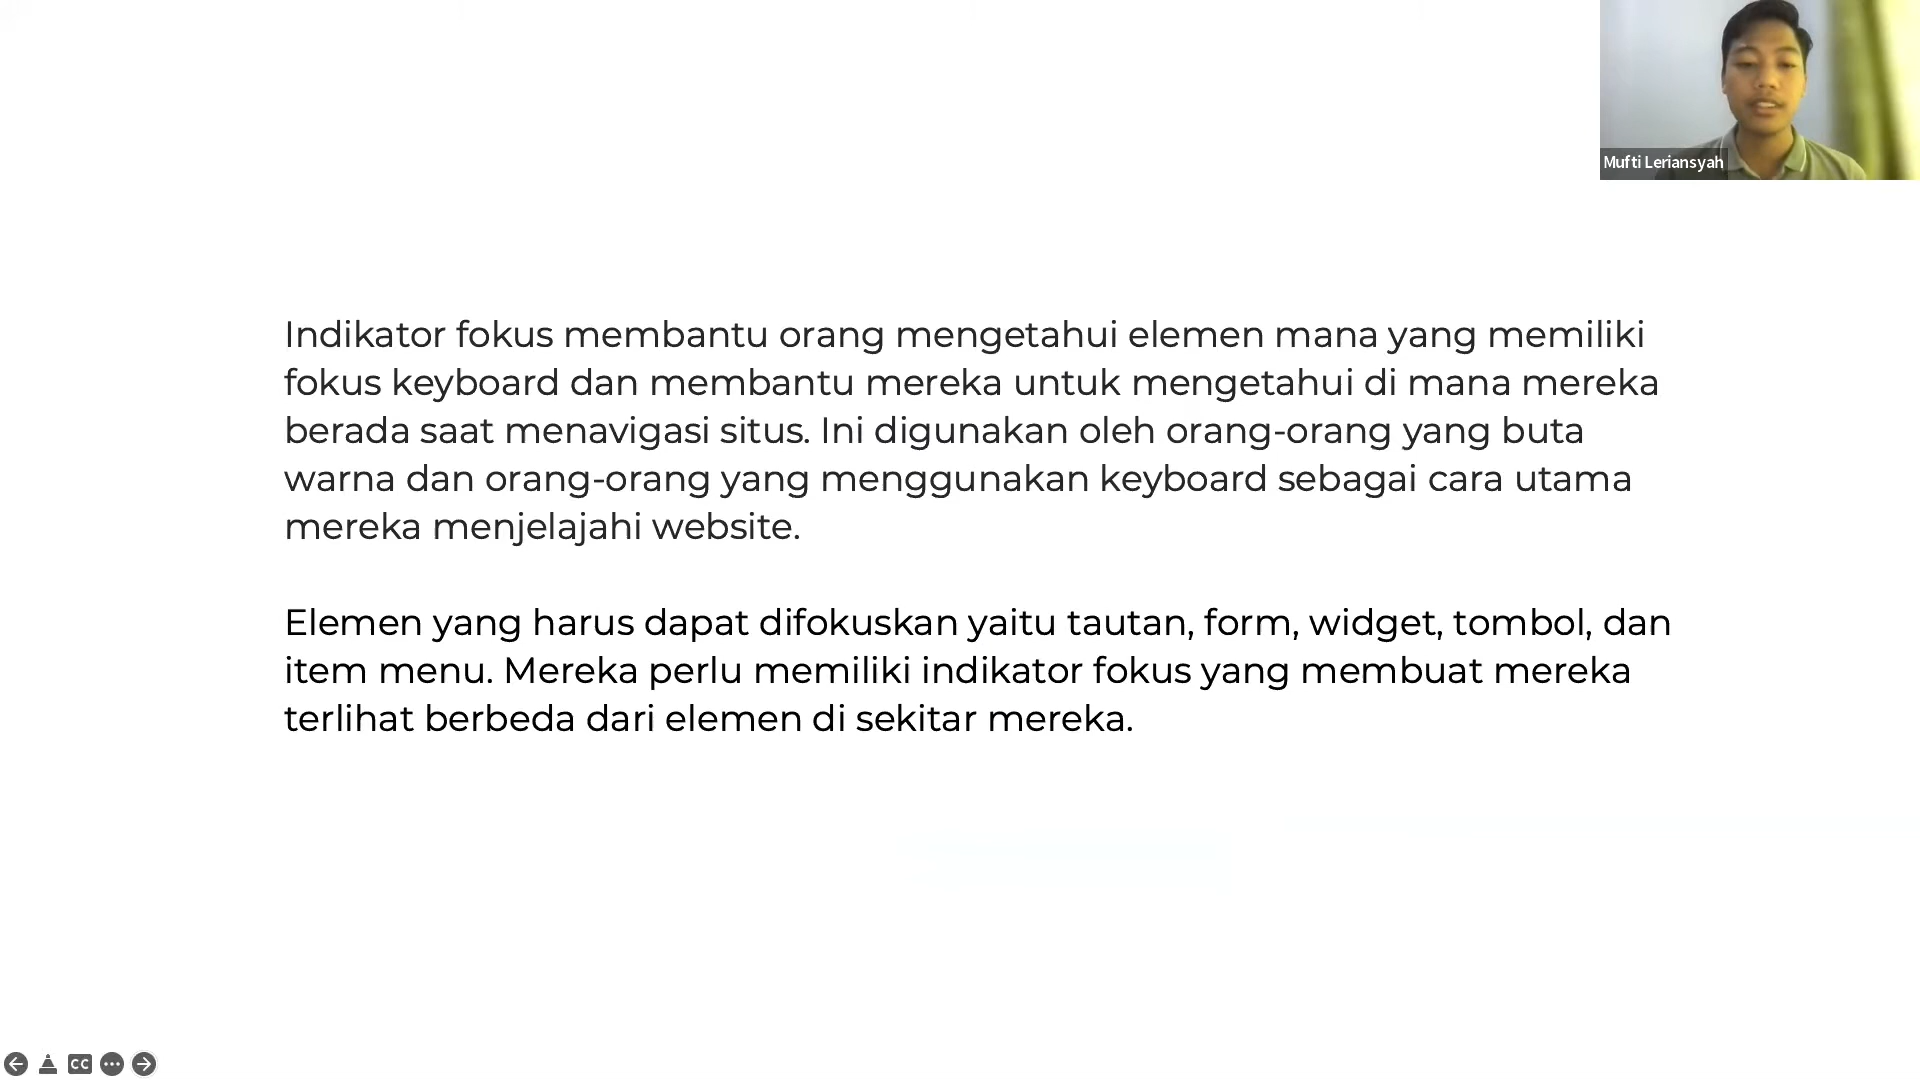 Mufti Leriansyah
Indikator fokus membantu orang mengetahui elemen mana yang memiliki
fokus keyboard dan membantu mereka untuk mengetahui di mana mereka
berada saat menavigasi situs. Ini digunakan oleh orang-orang yang buta
warna dan orang-orang yang menggunakan keyboard sebagai cara utama
mereka menjelajahi website.
Elemen yang harus dapat difokuskan yaitu tautan, form, widget, tombol, dan
item menu. Mereka perlu memiliki indikator fokus yang membuat mereka
terlihat berbeda dari elemen di sekitar mereka.
CC